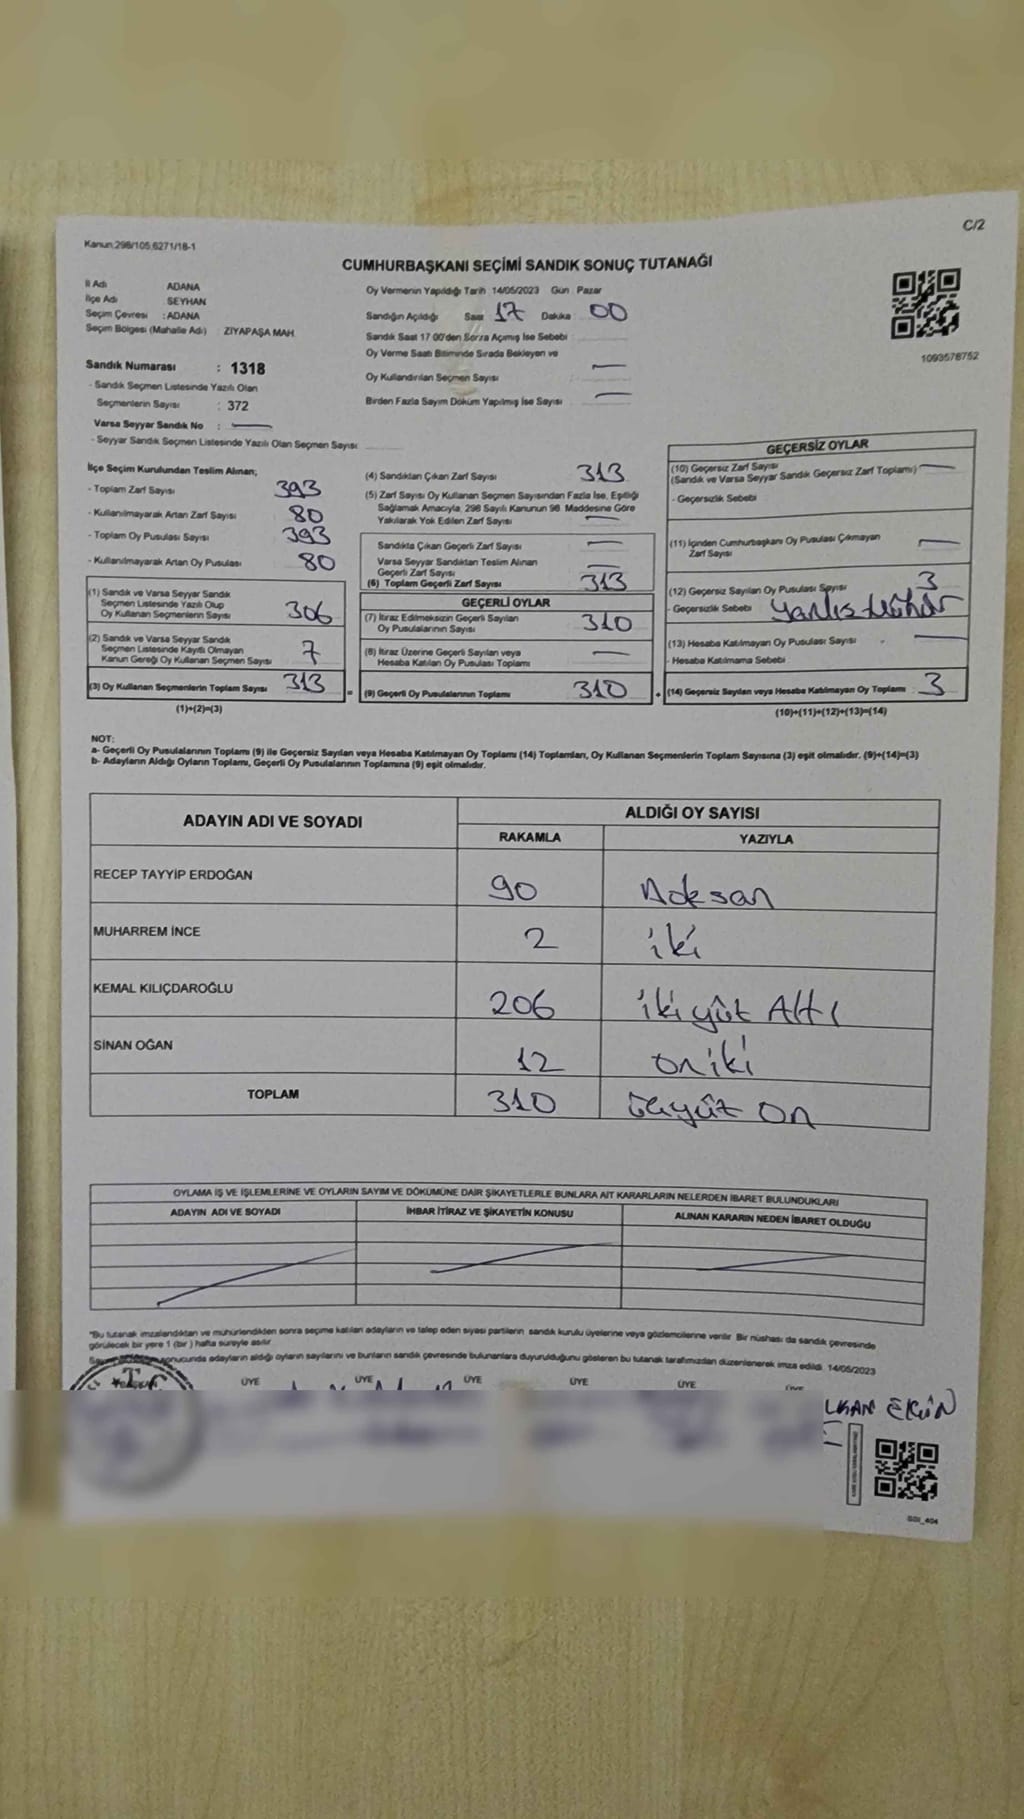 C/2
Kanun:298/105,6271/18-1
CUMHURBAŞKANI SEÇİMİ SANDIK SONUÇ TUTANAĞI
İl Adı ADANA
İlçe Adı SEYHAN
Seçim Çevresi : ADANA
Seçim Bölgesi (Mahalle Adı) : ZİYAPAŞA MAH.
Sandık Numarası : 1318
- Sandık Seçmen Listesinde Yazılı Olan
Seçmenlerin Sayısı : 372
Varsa Seyyar Sandık No :
- Seyyar Sandık Seçmen Listesinde Yazılı Olan Seçmen Sayısı
Oy Vermenin Yapıldığı Tarih 14/05/2023 Gün : Pazar
Sandığın Açıldığı Saat 17 Dakika 00
Sandık Saat 17:00'den Sonra Açılmış İse Sebebi
Oy Verme Saati Bitiminde Sırada Bekleyen ve
Oy Kullandırılan Seçmen Sayısı
Birden Fazla Sayım Döküm Yapılmış İse Sayısı
1093578752
İlçe Seçim Kurulundan Teslim Alınan;
- Toplam Zarf Sayısı 393
- Kullanılmayarak Artan Zarf Sayısı 80
- Toplam Oy Pusulası Sayısı 393
- Kullanılmayarak Artan Oy Pusulası 80
(1) Sandık ve Varsa Seyyar Sandık
Seçmen Listesinde Yazılı Olup
Oy Kullanan Seçmenlerin Sayısı 306
(2) Sandık ve Varsa Seyyar Sandık
Seçmen Listesinde Kayıtlı Olmayan
Kanun Gereği Oy Kullanan Seçmen Sayısı 7
(3) Oy Kullanan Seçmenlerin Toplam Sayısı 313 =
(1)+(2)=(3)
(4) Sandıktan Çıkan Zarf Sayısı 313
(5) Zarf Sayısı Oy Kullanan Seçmen Sayısından Fazla İse, Eşitliği
Sağlamak Amacıyla, 298 Sayılı Kanunun 98. Maddesine Göre
Yakılarak Yok Edilen Zarf Sayısı
Sandıkta Çıkan Geçerli Zarf Sayısı
Varsa Seyyar Sandıktan Teslim Alınan
Geçerli Zarf Sayısı
(6) Toplam Geçerli Zarf Sayısı 313
GEÇERLİ OYLAR
(7) İtiraz Edilmeksizin Geçerli Sayılan
Oy Pusulalarının Sayısı 310
(8) İtiraz Üzerine Geçerli Sayılan veya
Hesaba Katılan Oy Pusulası Toplamı
(9) Geçerli Oy Pusulalarının Toplamı 310 +
GEÇERSİZ OYLAR
(10) Geçersiz Zarf Sayısı
(Sandık ve Varsa Seyyar Sandık Geçersiz Zarf Toplamı)
- Geçersizlik Sebebi
(11) İçinden Cumhurbaşkanı Oy Pusulası Çıkmayan
Zarf Sayısı
(12) Geçersiz Sayılan Oy Pusulası Sayısı 3
- Geçersizlik Sebebi Yanlış Mühür
(13) Hesaba Katılmayan Oy Pusulası Sayısı
- Hesaba Katılmama Sebebi
(14) Geçersiz Sayılan veya Hesaba Katılmayan Oy Toplamı 3
(10)+(11)+(12)+(13)=(14)
NOT:
a- Geçerli Oy Pusulalarının Toplamı (9) ile Geçersiz Sayılan veya Hesaba Katılmayan Oy Toplamı (14) Toplamları, Oy Kullanan Seçmenlerin Toplam Sayısına (3) eşit olmalıdır. (9)+(14)=(3)
b- Adayların Aldığı Oyların Toplamı, Geçerli Oy Pusulalarının Toplamına (9) eşit olmalıdır.
ADAYIN ADI VE SOYADI ALDIĞI OY SAYISI
RAKAMLA YAZIYLA
RECEP TAYYİP ERDOĞAN 90 Doksan
MUHARREM İNCE 2 iki
KEMAL KILIÇDAROĞLU 206 iki yüz Altı
SİNAN OĞAN 12 on iki
TOPLAM 310 üçyüz On
OYLAMA İŞ VE İŞLEMLERİNE VE OYLARIN SAYIM VE DÖKÜMÜNE DAİR ŞİKAYETLERLE BUNLARA AİT KARARLARIN NELERDEN İBARET BULUNDUKLARI
ADAYIN ADI VE SOYADI İHBAR İTİRAZ VE ŞİKAYETİN KONUSU ALINAN KARARIN NEDEN İBARET OLDUĞU
"Bu tutanak imzalandıktan ve mühürlendikten sonra seçime katılan adayların ve talep eden siyasi partilerin sandık kurulu üyelerine veya gözlemcilerine verilir. Bir nüshası da sandık çevresinde
görülecek bir yere 1 (bir) hafta süreyle asılır.
sonucunda adayların aldığı oyların sayılarını ve bunların sandık çevresinde bulunanlara duyurulduğunu gösteren bu tutanak tarafımızdan düzenlenerek imza edildi. 14/05/2023
T.C.
BAŞKAN ÜYE ÜYE ÜYE ÜYE ÜYE ÜYE
LKAN EKİN